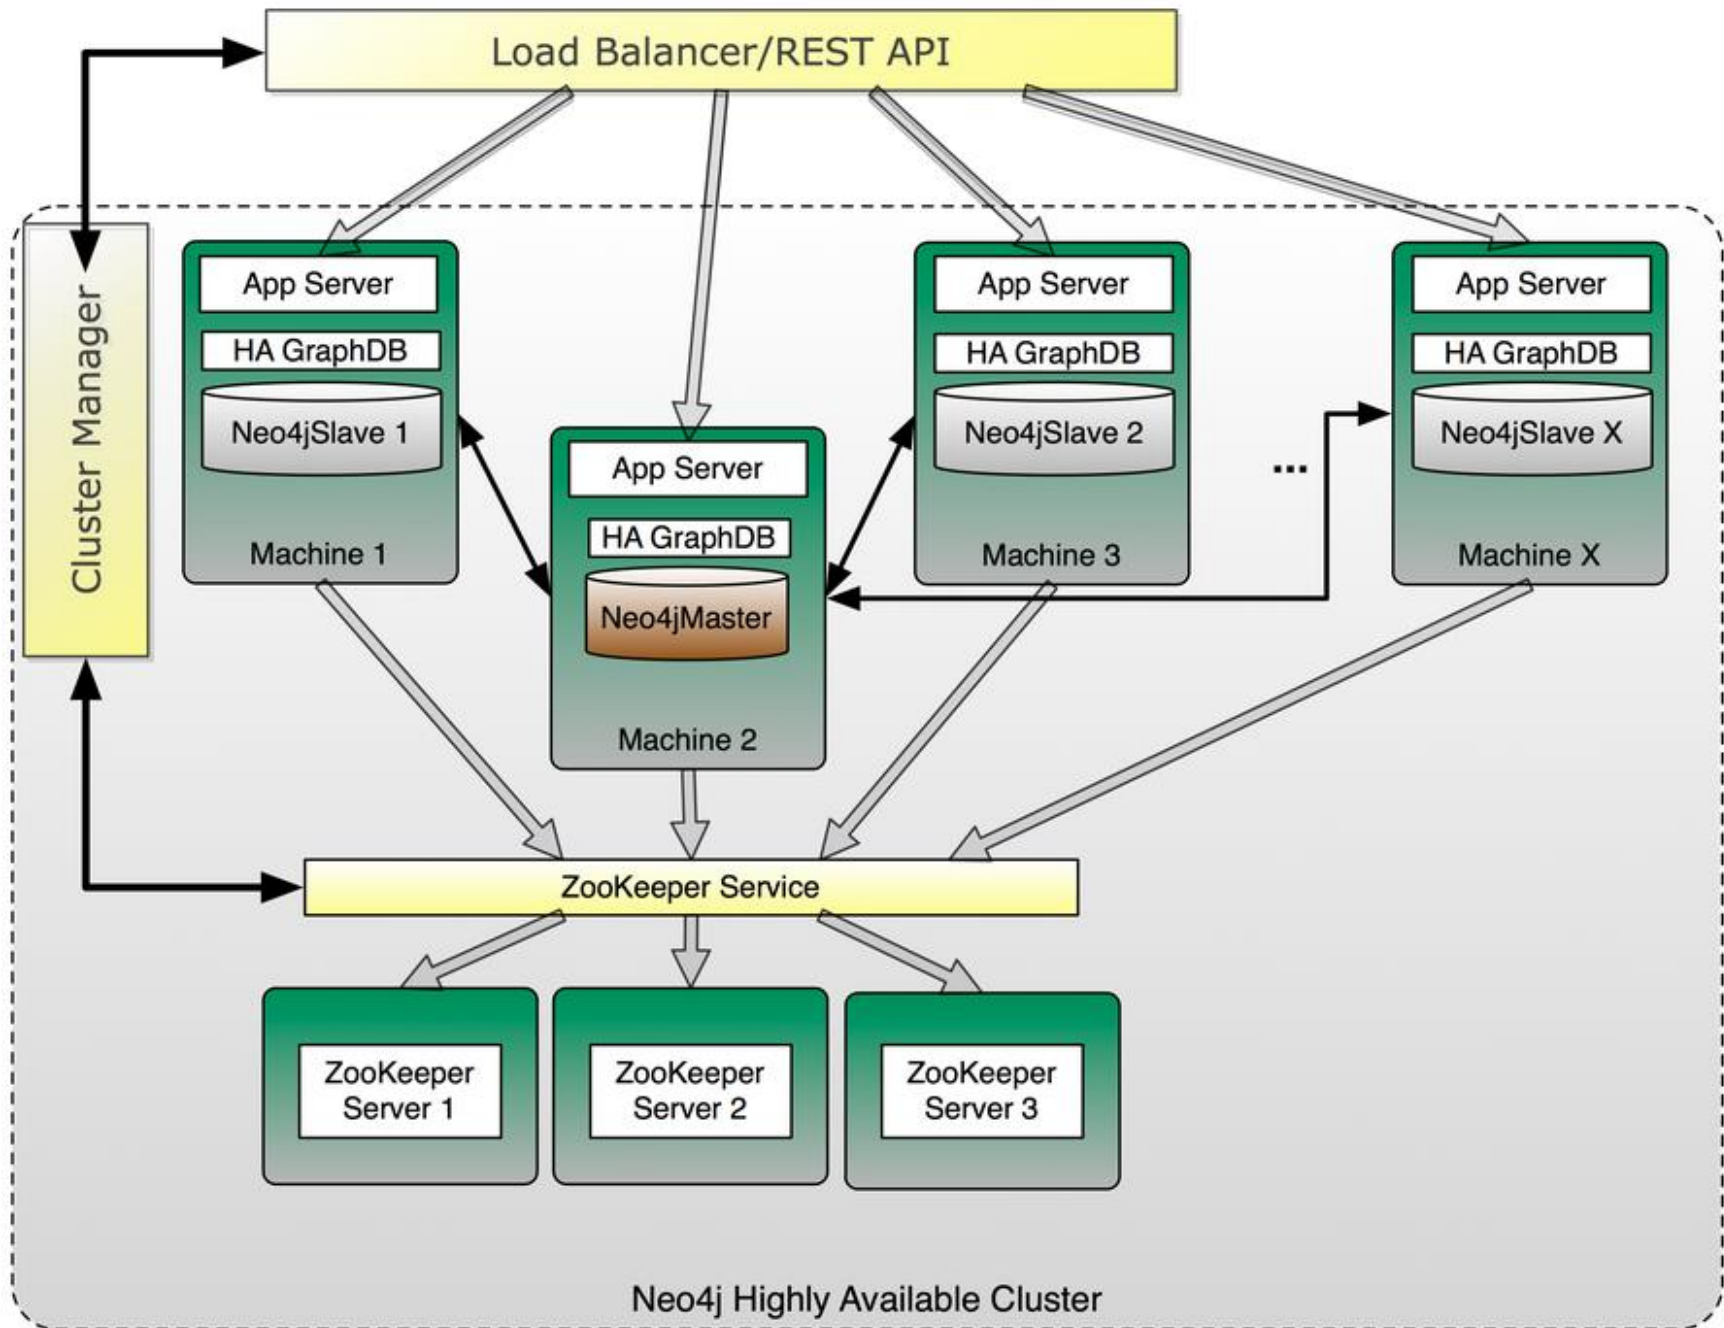 Load Balancer/REST API
Cluster Manager
App Server
HA GraphDB
Neo4jSlave 1
Machine 1
App Server
HA GraphDB
Neo4jMaster
Machine 2
App Server
HA GraphDB
Neo4jSlave 2
Machine 3
...
App Server
HA GraphDB
Neo4jSlave X
Machine X
ZooKeeper Service
ZooKeeper
Server 1
ZooKeeper
Server 2
ZooKeeper
Server 3
Neo4j Highly Available Cluster